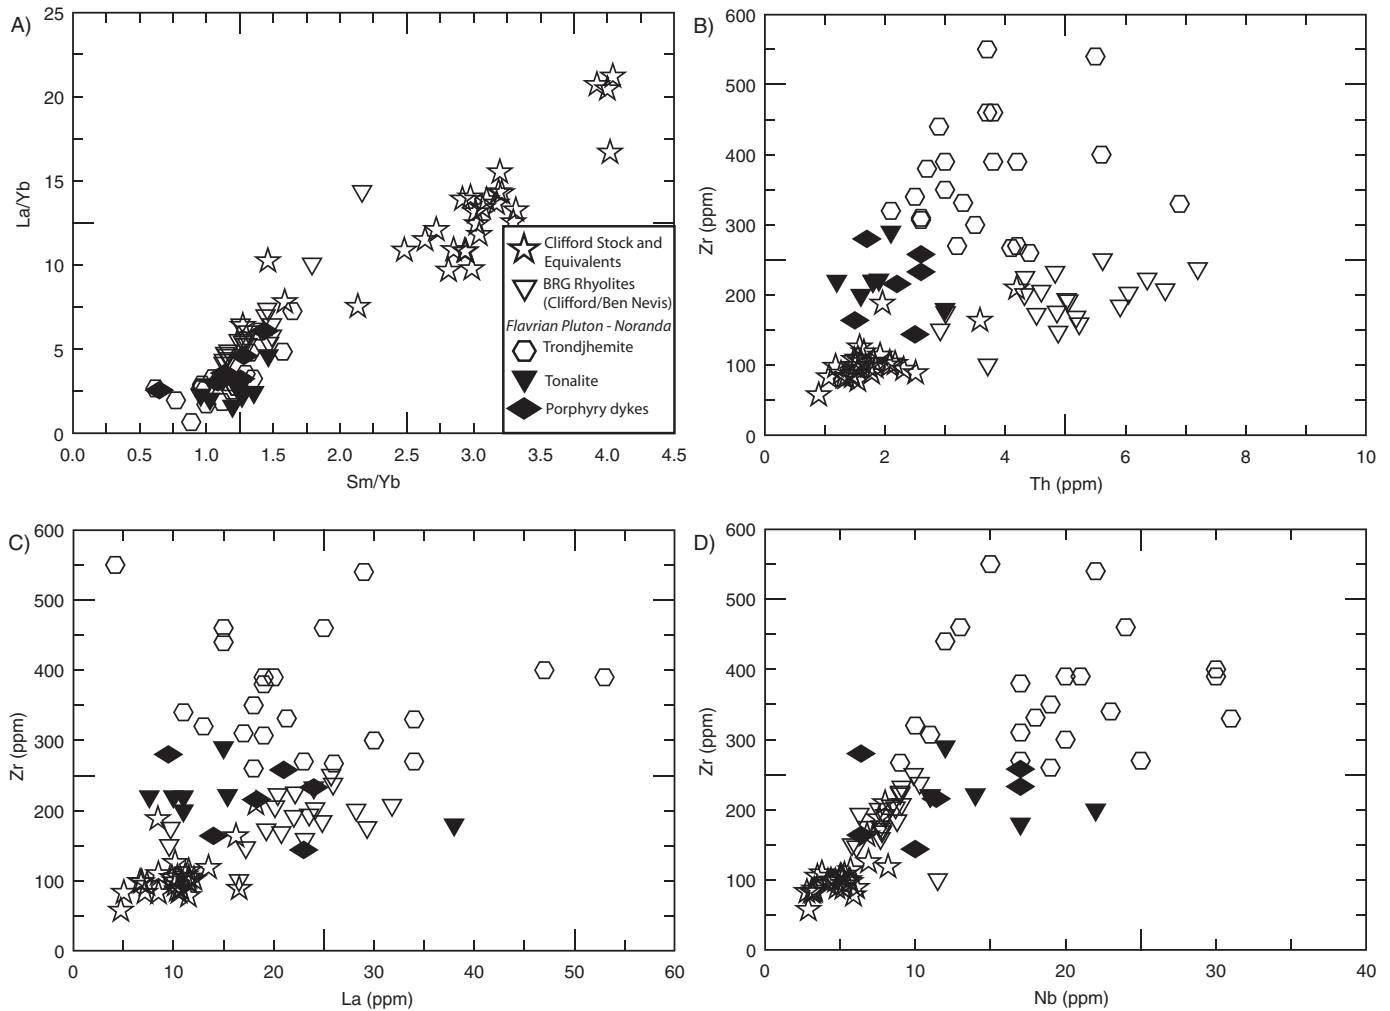 A)
25
20
15
10
5
0
La/Yb
0.0 0.5 1.0 1.5 2.0 2.5 3.0 3.5 4.0 4.5
Sm/Yb
Clifford Stock and
Equivalents
BRG Rhyolites
(Clifford/Ben Nevis)
Flavrian Pluton - Noranda
Trondjhemite
Tonalite
Porphyry dykes
B)
600
500
400
300
200
100
0
Zr (ppm)
0 2 4 6 8 10
Th (ppm)
C)
600
500
400
300
200
100
0
Zr (ppm)
0 10 20 30 40 50 60
La (ppm)
D)
600
500
400
300
200
100
0
Zr (ppm)
0 10 20 30 40
Nb (ppm)